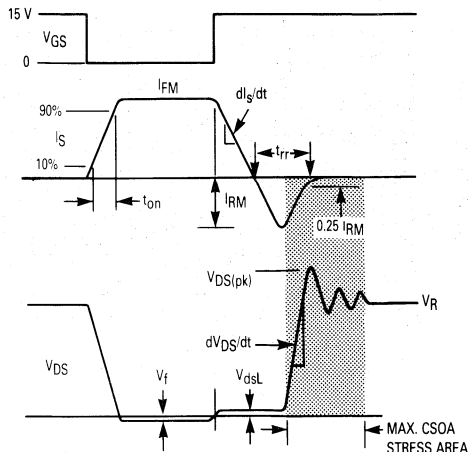 15 V
VGS
0
IFM
dIs/dt
90%
IS
trr
10%
ton
IRM
0.25 IRM
VDS(pk)
VR
dVDS/dt
VDS
Vf
VdsL
MAX. CSOA
STRESS AREA